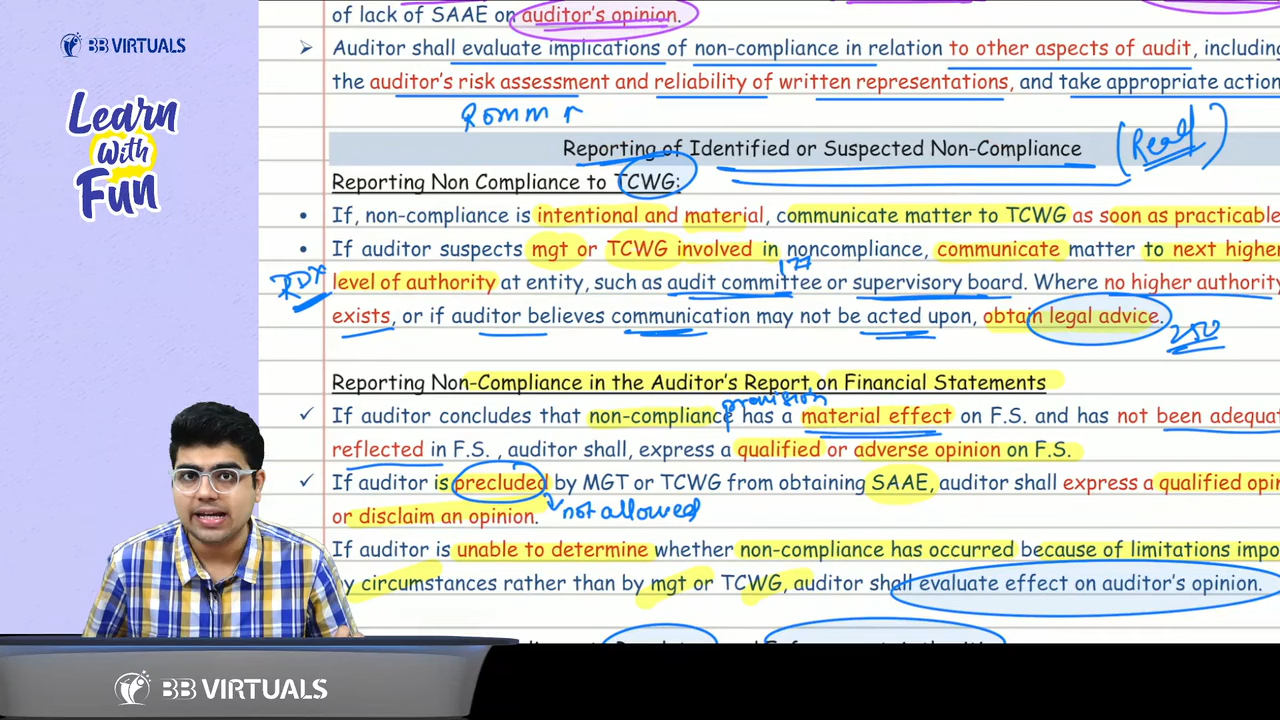 of lack of SAAE on auditor's opinion.
BB VIRTUALS
➤ Auditor shall evaluate implications of non-compliance in relation to other aspects of audit, including
the auditor's risk assessment and reliability of written representations, and take appropriate action
Learn
With
Fun
ROMM ↑
Reporting of Identified or Suspected Non-Compliance
(Read)
Reporting Non Compliance to TCWG:
• If, non-compliance is intentional and material, communicate matter to TCWG as soon as practicable
• If auditor suspects mgt or TCWG involved in noncompliance, communicate matter to next higher
177
level of authority at entity, such as audit committee or supervisory board. Where no higher authority
exists, or if auditor believes communication may not be acted upon, obtain legal advice.
250
Reporting Non-Compliance in the Auditor's Report on Financial Statements
provision
✓ If auditor concludes that non-compliance has a material effect on F.S. and has not been adequat
reflected in F.S. , auditor shall, express a qualified or adverse opinion on F.S.
✓ If auditor is precluded by MGT or TCWG from obtaining SAAE, auditor shall express a qualified opin
or disclaim an opinion.
not allowed
If auditor is unable to determine whether non-compliance has occurred because of limitations impo
by circumstances rather than by mgt or TCWG, auditor shall evaluate effect on auditor's opinion.
BB VIRTUALS